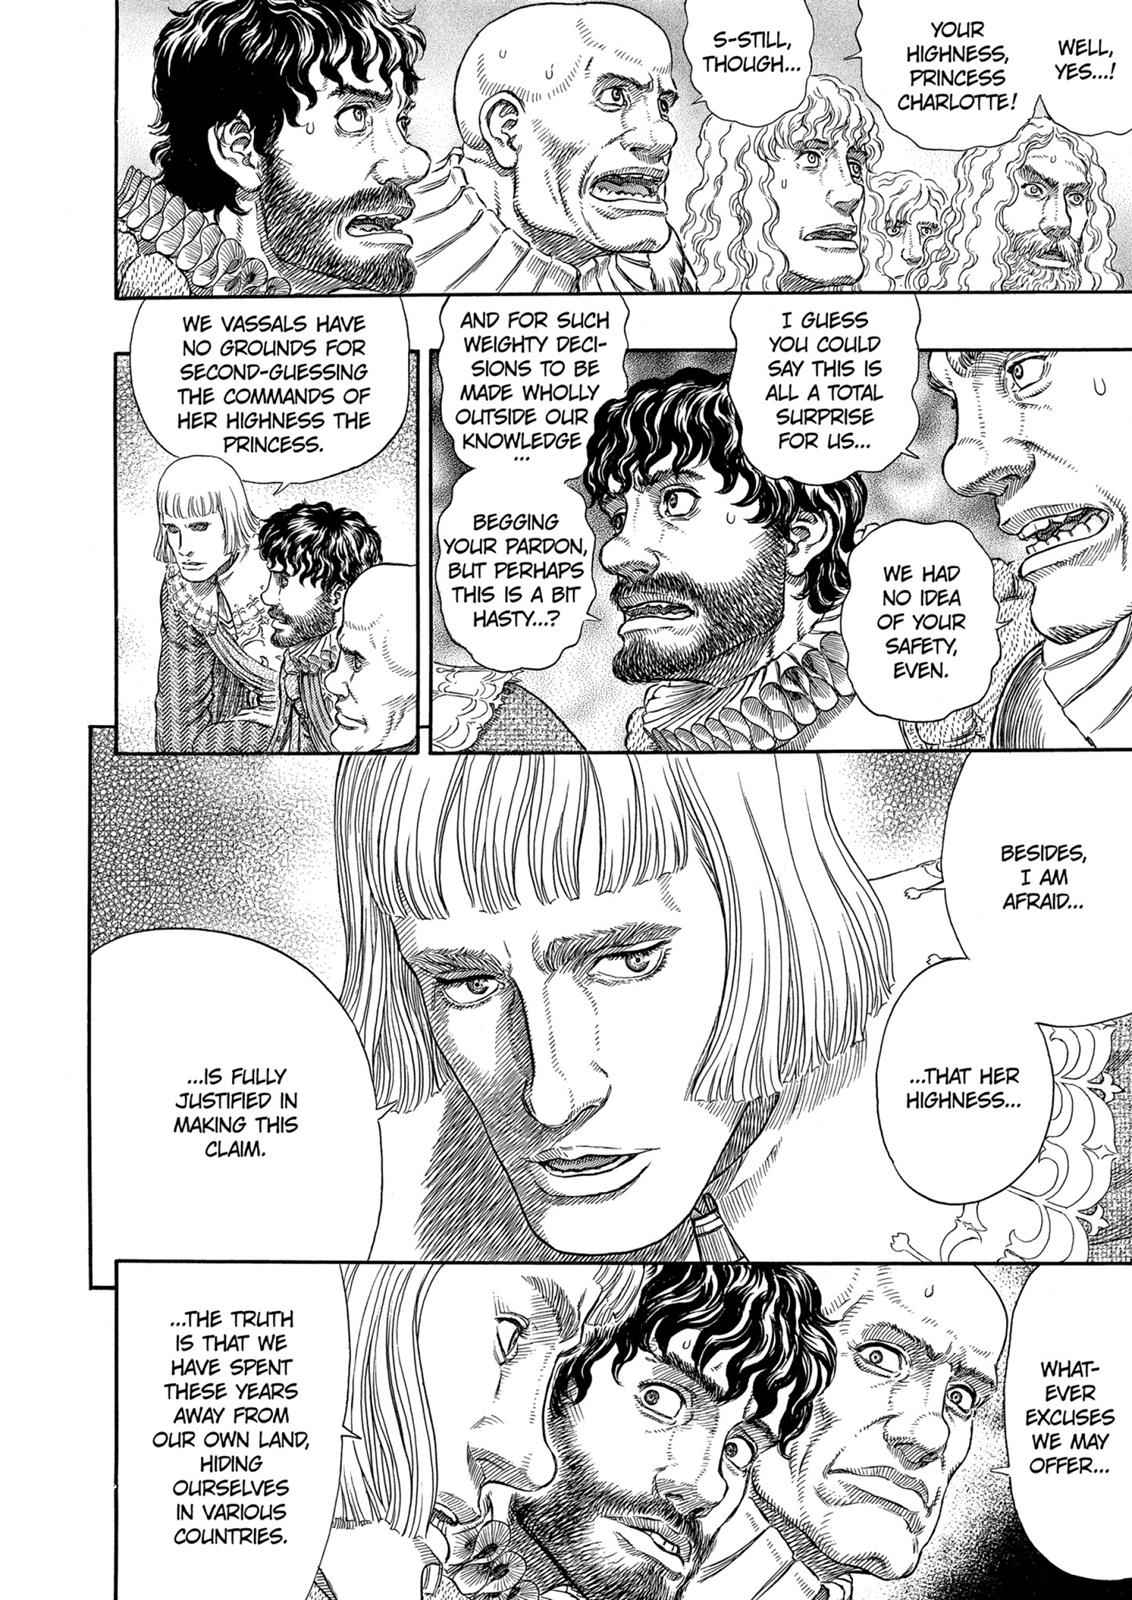 WELL,
YES...!
YOUR
HIGHNESS,
PRINCESS
CHARLOTTE!
S-STILL,
THOUGH...
I GUESS
YOU COULD
SAY THIS IS
ALL A TOTAL
SURPRISE
FOR US...
WE HAD
NO IDEA
OF YOUR
SAFETY,
EVEN.
AND FOR SUCH
WEIGHTY DECI-
SIONS TO BE
MADE WHOLLY
OUTSIDE OUR
KNOWLEDGE
...
BEGGING
YOUR PARDON,
BUT PERHAPS
THIS IS A BIT
HASTY...?
WE VASSALS HAVE
NO GROUNDS FOR
SECOND-GUESSING
THE COMMANDS OF
HER HIGHNESS THE
PRINCESS.
BESIDES,
I AM
AFRAID...
...THAT HER
HIGHNESS...
...IS FULLY
JUSTIFIED IN
MAKING THIS
CLAIM.
WHAT-
EVER
EXCUSES
WE MAY
OFFER...
...THE TRUTH
IS THAT WE
HAVE SPENT
THESE YEARS
AWAY FROM
OUR OWN LAND,
HIDING
OURSELVES
IN VARIOUS
COUNTRIES.